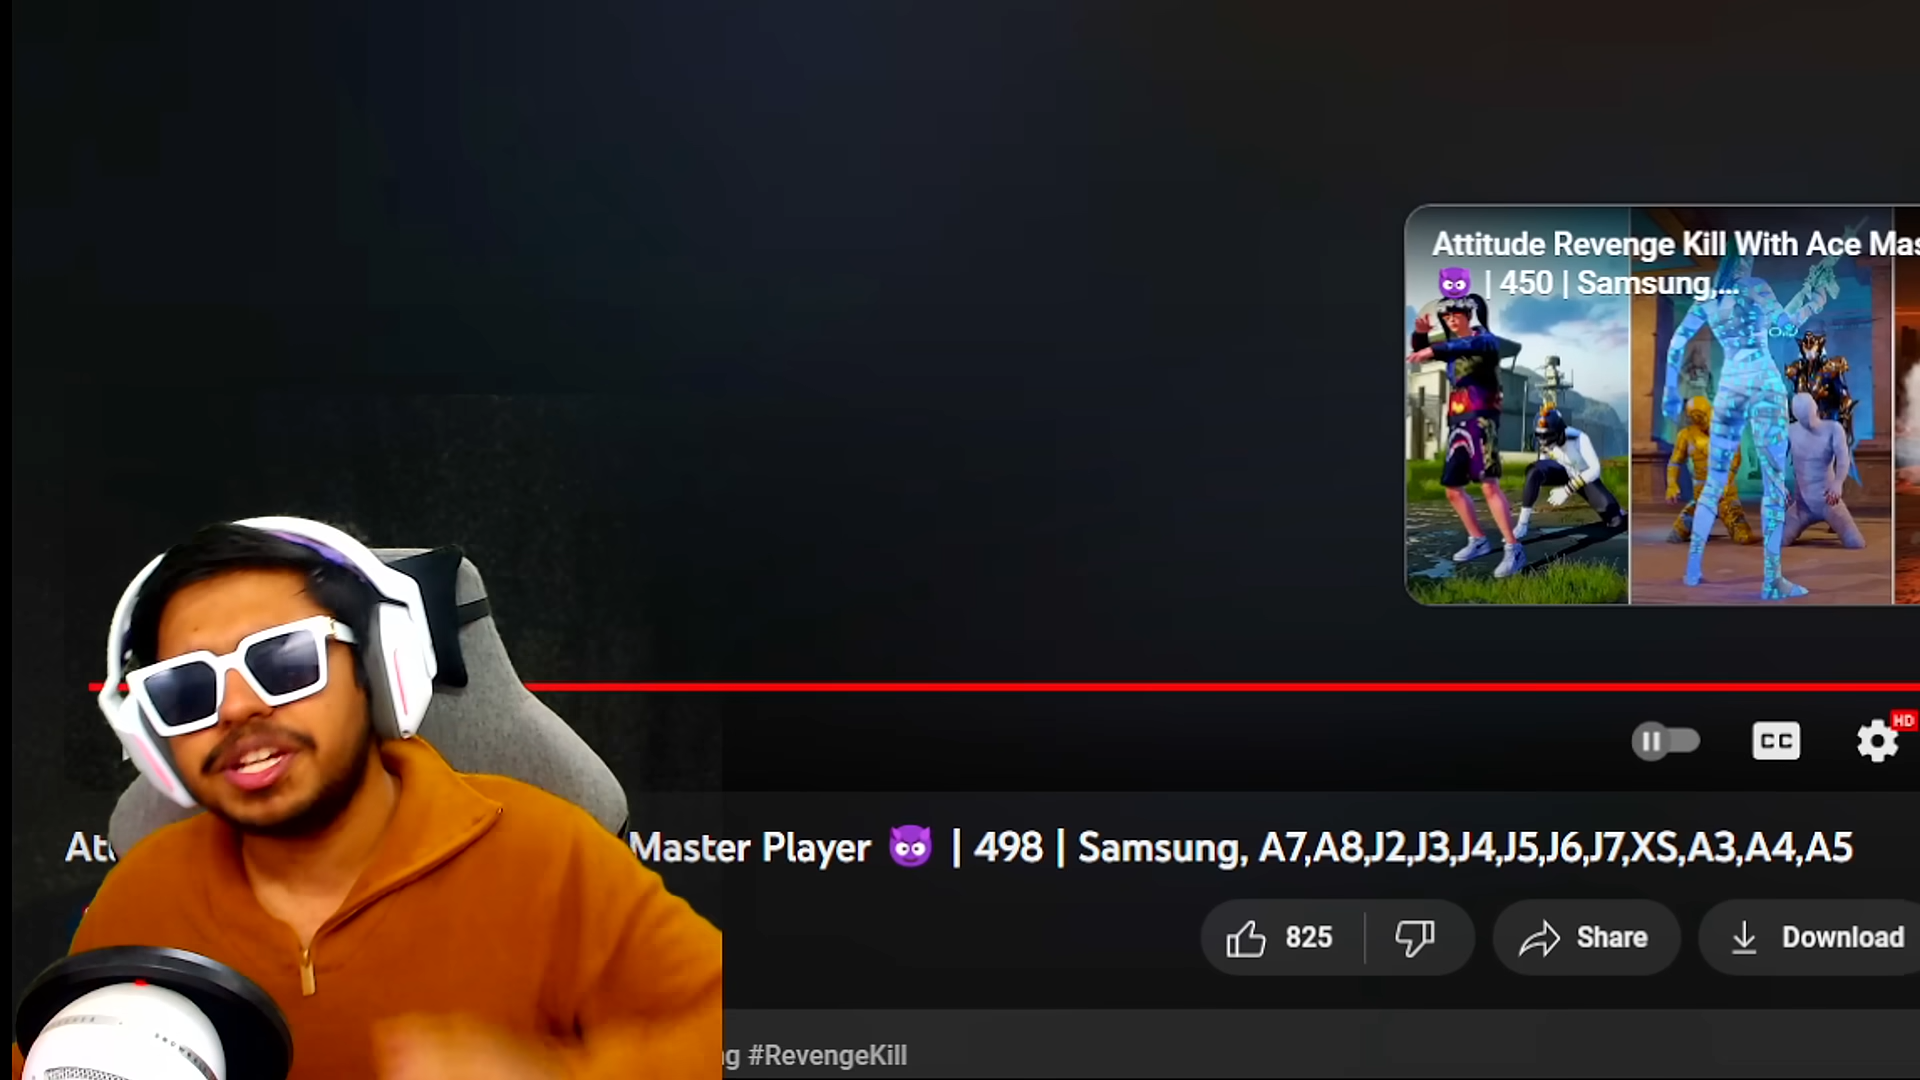 Attitude Revenge Kill With Ace Mas
😈 | 450 | Samsung,...
HD
CC
Master Player 😈 | 498 | Samsung, A7,A8,J2,J3,J4,J5,J6,J7,XS,A3,A4,A5
825
Share
Download
#RevengeKill